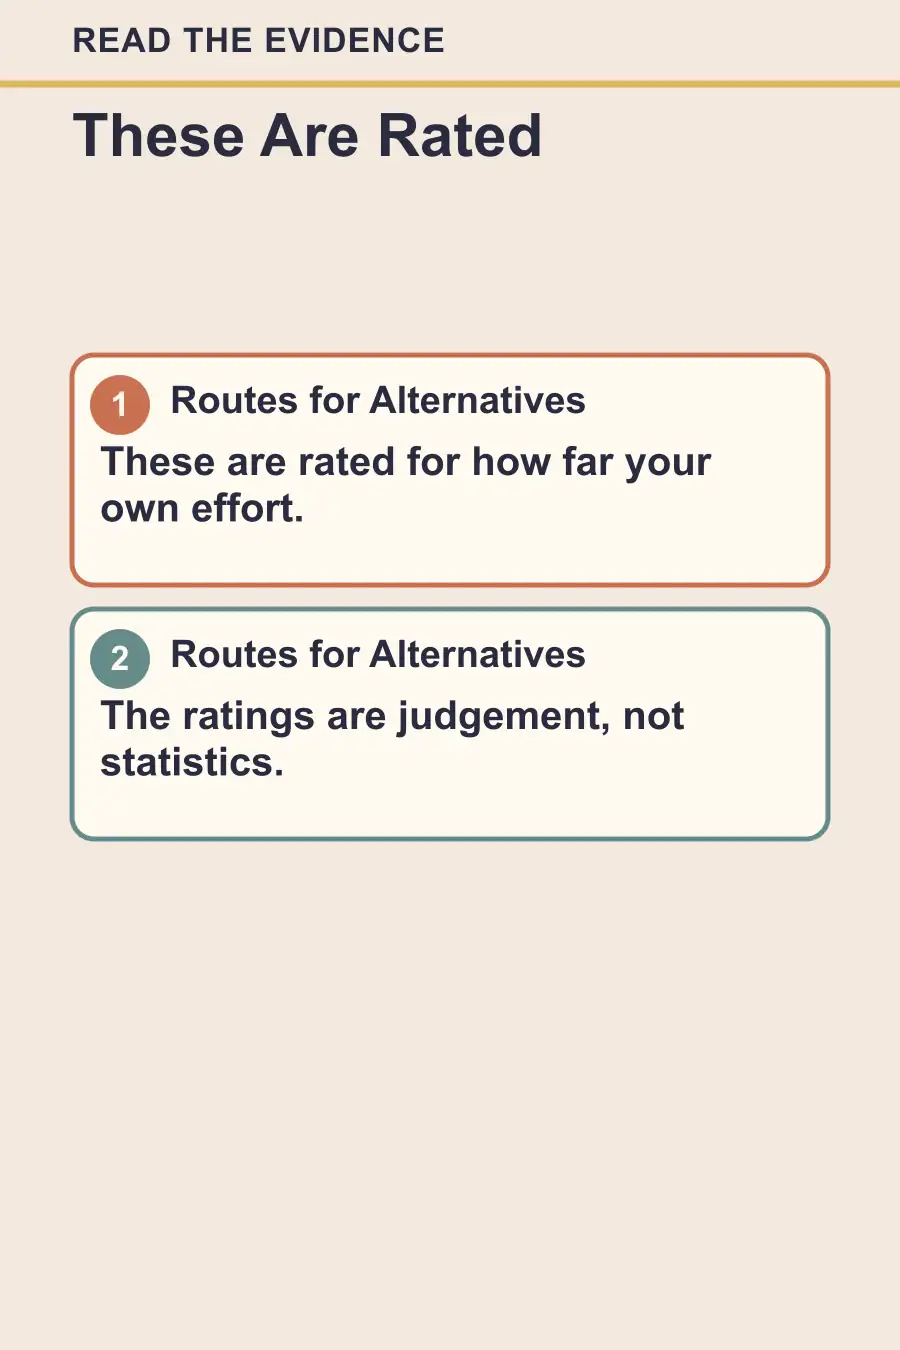 READ THE EVIDENCE
These Are Rated
1 Routes for Alternatives
These are rated for how far your
own effort.
2 Routes for Alternatives
The ratings are judgement, not
statistics.